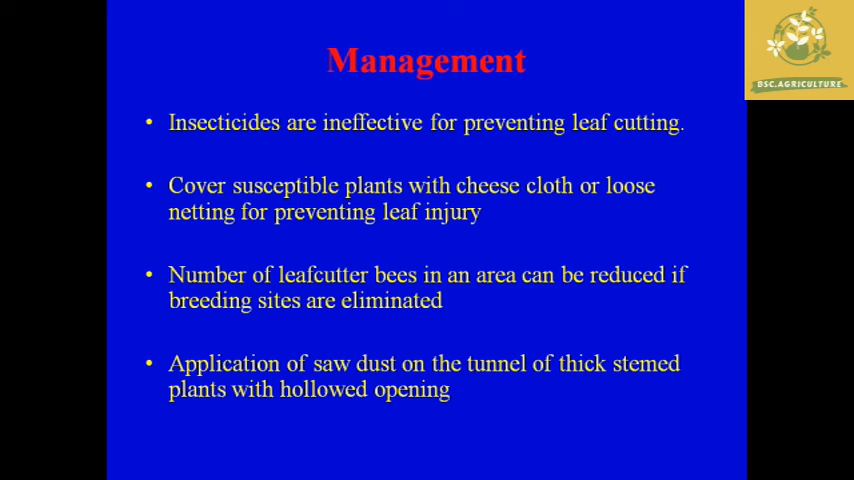 Management
BSC.AGRICULTURE
• Insecticides are ineffective for preventing leaf cutting.
• Cover susceptible plants with cheese cloth or loose
netting for preventing leaf injury
• Number of leafcutter bees in an area can be reduced if
breeding sites are eliminated
• Application of saw dust on the tunnel of thick stemed
plants with hollowed opening